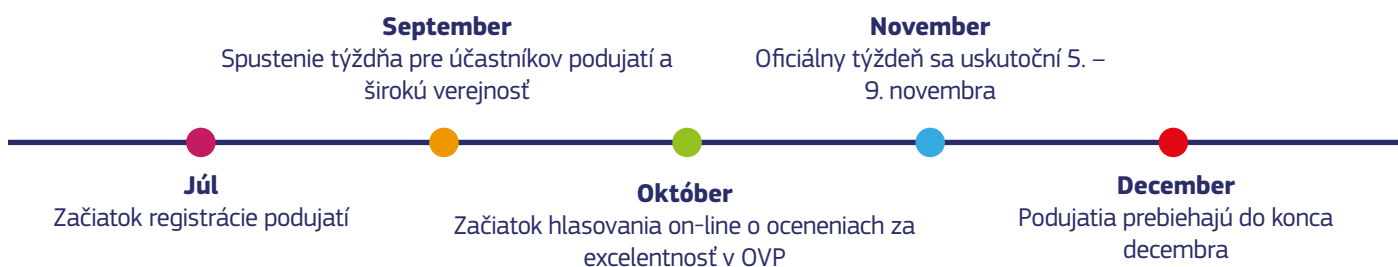 September
Spustenie týždňa pre účastníkov podujatí a
širokú verejnosť
November
Oficiálny týždeň sa uskutoční 5. –
9. novembra
Júl
Začiatok registrácie podujatí
Október
Začiatok hlasovania on-line o oceneniach za
excelentnosť v OVP
December
Podujatia prebiehajú do konca
decembra